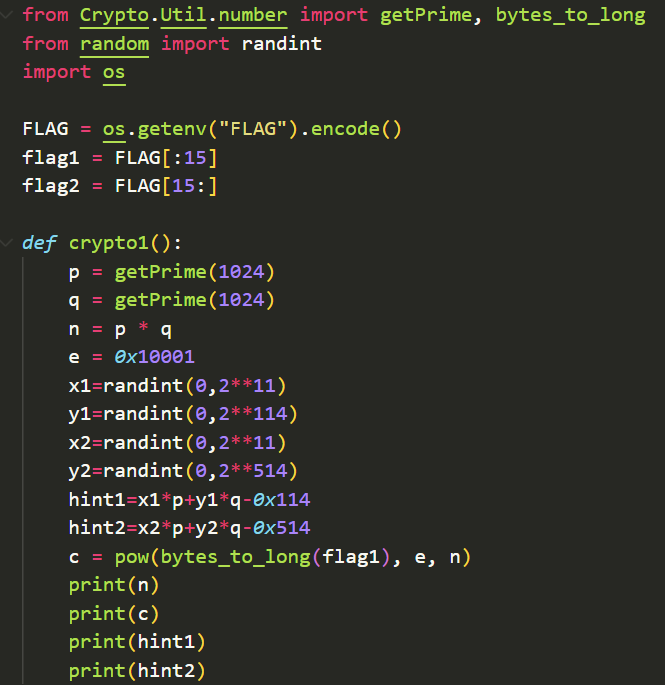 from Crypto.Util.number import getPrime, bytes_to_long
from random import randint
import os
FLAG = os.getenv("FLAG").encode()
flag1 = FLAG[:15]
flag2 = FLAG[15:]
def crypto1():
    p = getPrime(1024)
    q = getPrime(1024)
    n = p * q
    e = 0x10001
    x1=randint(0,2**11)
    y1=randint(0,2**114)
    x2=randint(0,2**11)
    y2=randint(0,2**514)
    hint1=x1*p+y1*q-0x114
    hint2=x2*p+y2*q-0x514
    c = pow(bytes_to_long(flag1), e, n)
    print(n)
    print(c)
    print(hint1)
    print(hint2)